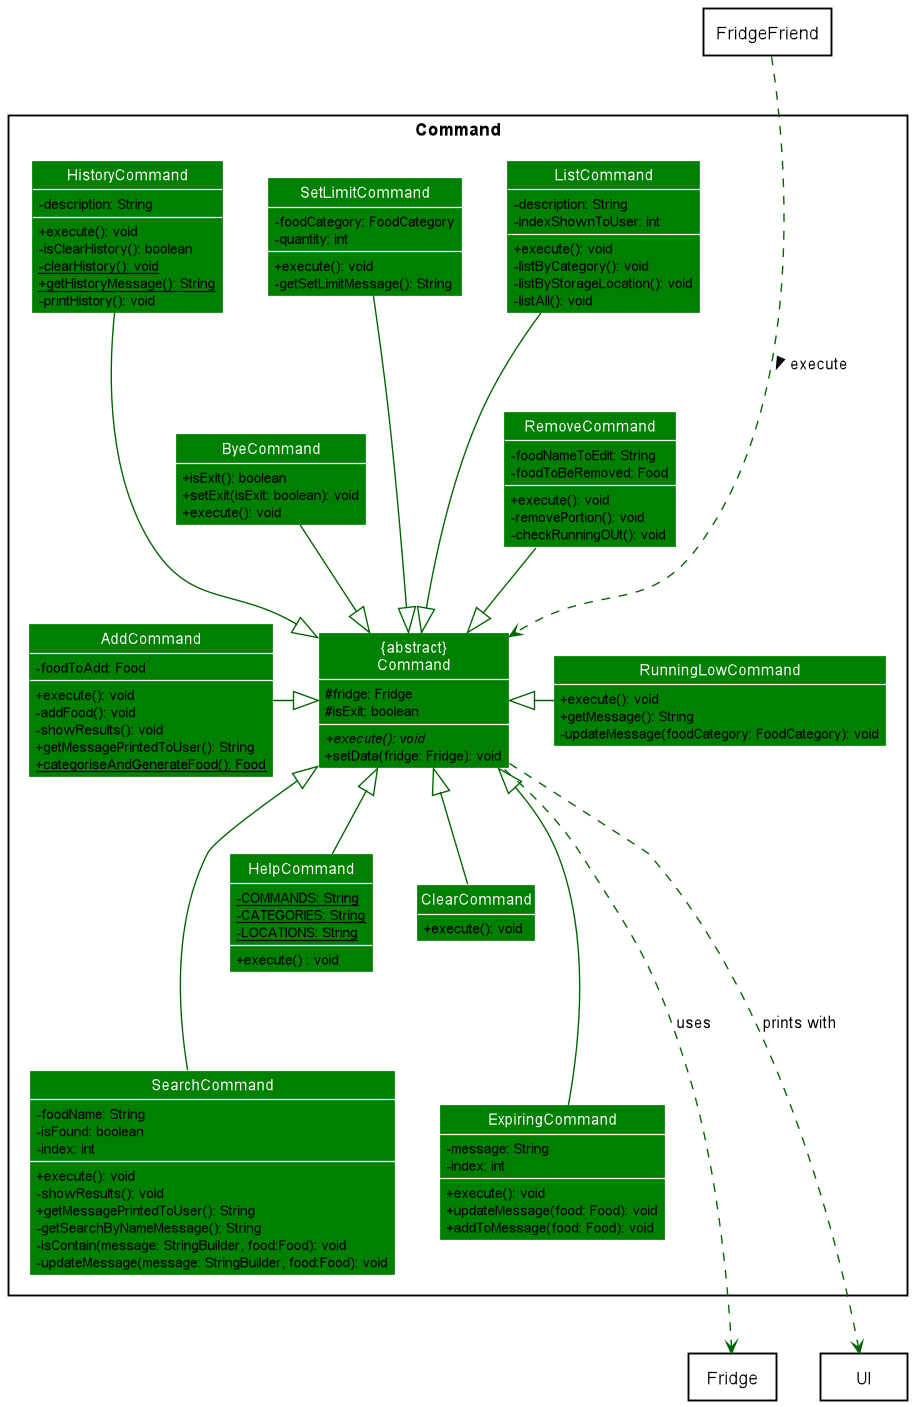 FridgeFriend
Command
HistoryCommand
-description: String
+execute(): void
-isClearHistory(): boolean
-clearHistory(): void
+getHistoryMessage(): String
-printHistory(): void
SetLimitCommand
-foodCategory: FoodCategory
-quantity: int
+execute(): void
-getSetLimitMessage(): String
ListCommand
-description: String
-indexShownToUser: int
+execute(): void
-listByCategory(): void
-listByStorageLocation(): void
-listAll(): void
execute
ByeCommand
+isExit(): boolean
+setExit(isExit: boolean): void
+execute(): void
RemoveCommand
-foodNameToEdit: String
-foodToBeRemoved: Food
+execute(): void
-removePortion(): void
-checkRunningOUt(): void
AddCommand
-foodToAdd: Food
+execute(): void
-addFood(): void
-showResults(): void
+getMessagePrintedToUser(): String
+categoriseAndGenerateFood(): Food
{abstract}
Command
#fridge: Fridge
#isExit: boolean
+execute(): void
+setData(fridge: Fridge): void
RunningLowCommand
+execute(): void
+getMessage(): String
-updateMessage(foodCategory: FoodCategory): void
HelpCommand
-COMMANDS: String
-CATEGORIES: String
-LOCATIONS: String
+execute() : void
ClearCommand
+execute(): void
uses
prints with
SearchCommand
-foodName: String
-isFound: boolean
-index: int
+execute(): void
-showResults(): void
+getMessagePrintedToUser(): String
-getSearchByNameMessage(): String
-isContain(message: StringBuilder, food:Food): void
-updateMessage(message: StringBuilder, food:Food): void
ExpiringCommand
-message: String
-index: int
+execute(): void
+updateMessage(food: Food): void
+addToMessage(food: Food): void
Fridge
UI